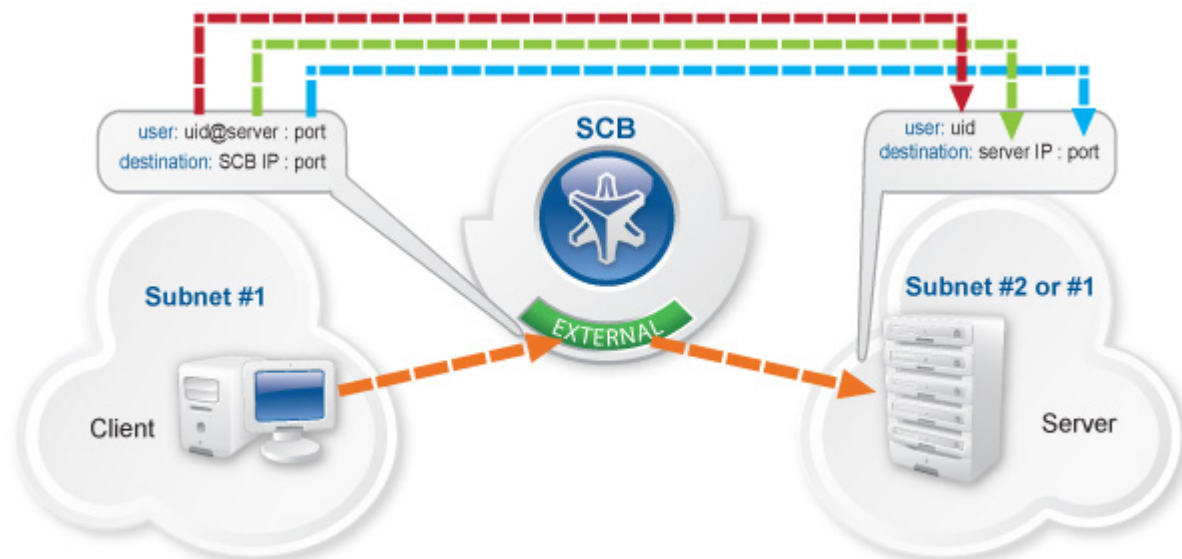 user: uid@server : port
destination: SCB IP : port
SCB
user: uid
destination: server IP : port
Subnet #1
EXTERNAL
Subnet #2 or #1
Client
Server